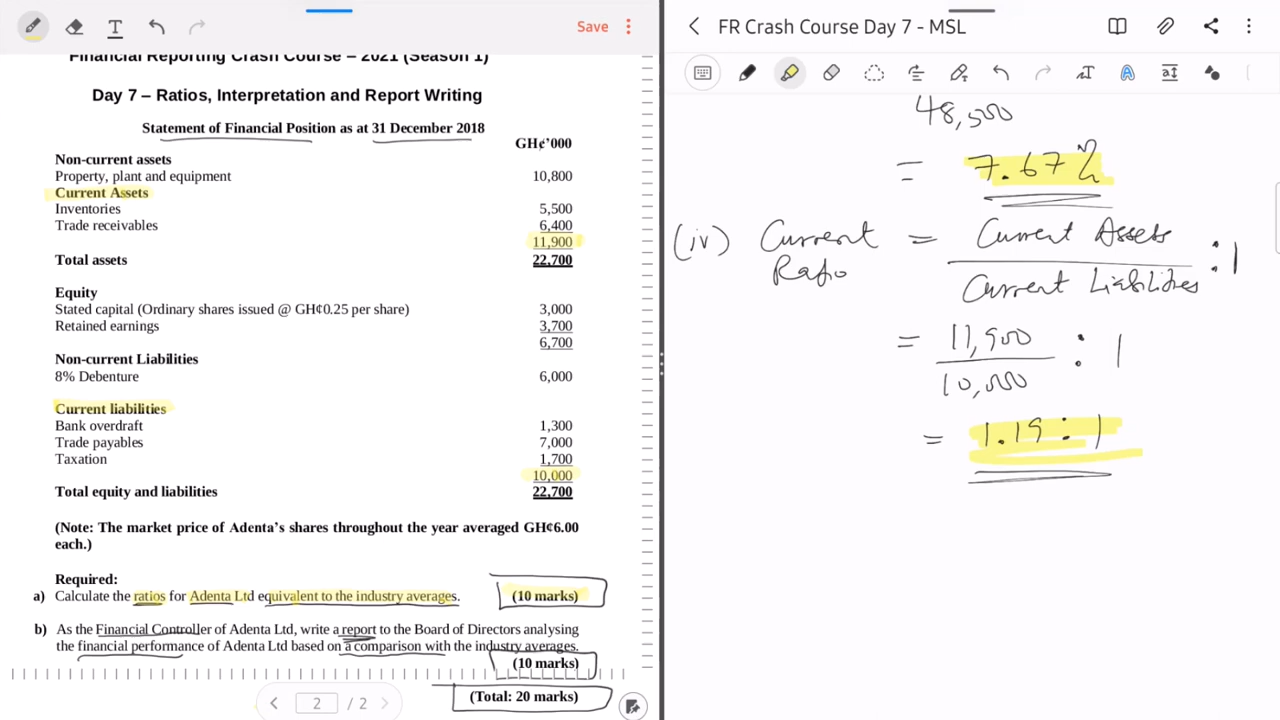 Save
Financial Reporting Crash Course – 2021 (Season 1)
Day 7 – Ratios, Interpretation and Report Writing
Statement of Financial Position as at 31 December 2018
GH¢'000
Non-current assets
Property, plant and equipment 10,800
Current Assets
Inventories 5,500
Trade receivables 6,400
11,900
Total assets 22,700
Equity
Stated capital (Ordinary shares issued @ GH¢0.25 per share) 3,000
Retained earnings 3,700
6,700
Non-current Liabilities
8% Debenture 6,000
Current liabilities
Bank overdraft 1,300
Trade payables 7,000
Taxation 1,700
10,000
Total equity and liabilities 22,700
(Note: The market price of Adenta's shares throughout the year averaged GH¢6.00
each.)
Required:
a) Calculate the ratios for Adenta Ltd equivalent to the industry averages. (10 marks)
b) As the Financial Controller of Adenta Ltd, write a report to the Board of Directors analysing
the financial performance of Adenta Ltd based on a comparison with the industry averages.
(10 marks)
(Total: 20 marks)
2 / 2
FR Crash Course Day 7 - MSL
48,500
= 7.67%
(iv) Current Ratio = Current Assets / Current Liabilities : 1
= 11,900 / 10,000 : 1
= 1.19 : 1